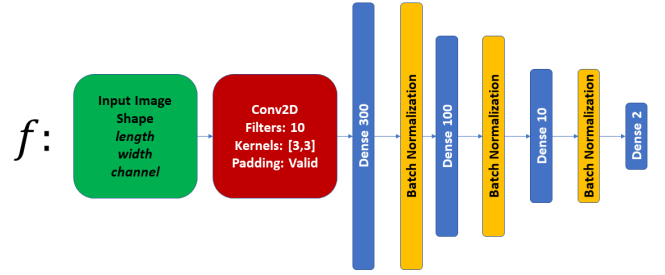 f:
Input Image
Shape
length
width
channel
Conv2D
Filters: 10
Kernels: [3,3]
Padding: Valid
Dense 300
Batch Normalization
Dense 100
Batch Normalization
Dense 10
Batch Normalization
Dense 2